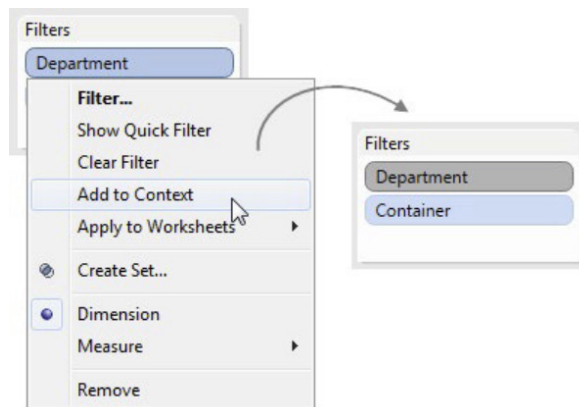 Filters
Department
Filter...
Show Quick Filter
Clear Filter
Add to Context
Apply to Worksheets
Create Set...
Dimension
Measure
Remove
Filters
Department
Container